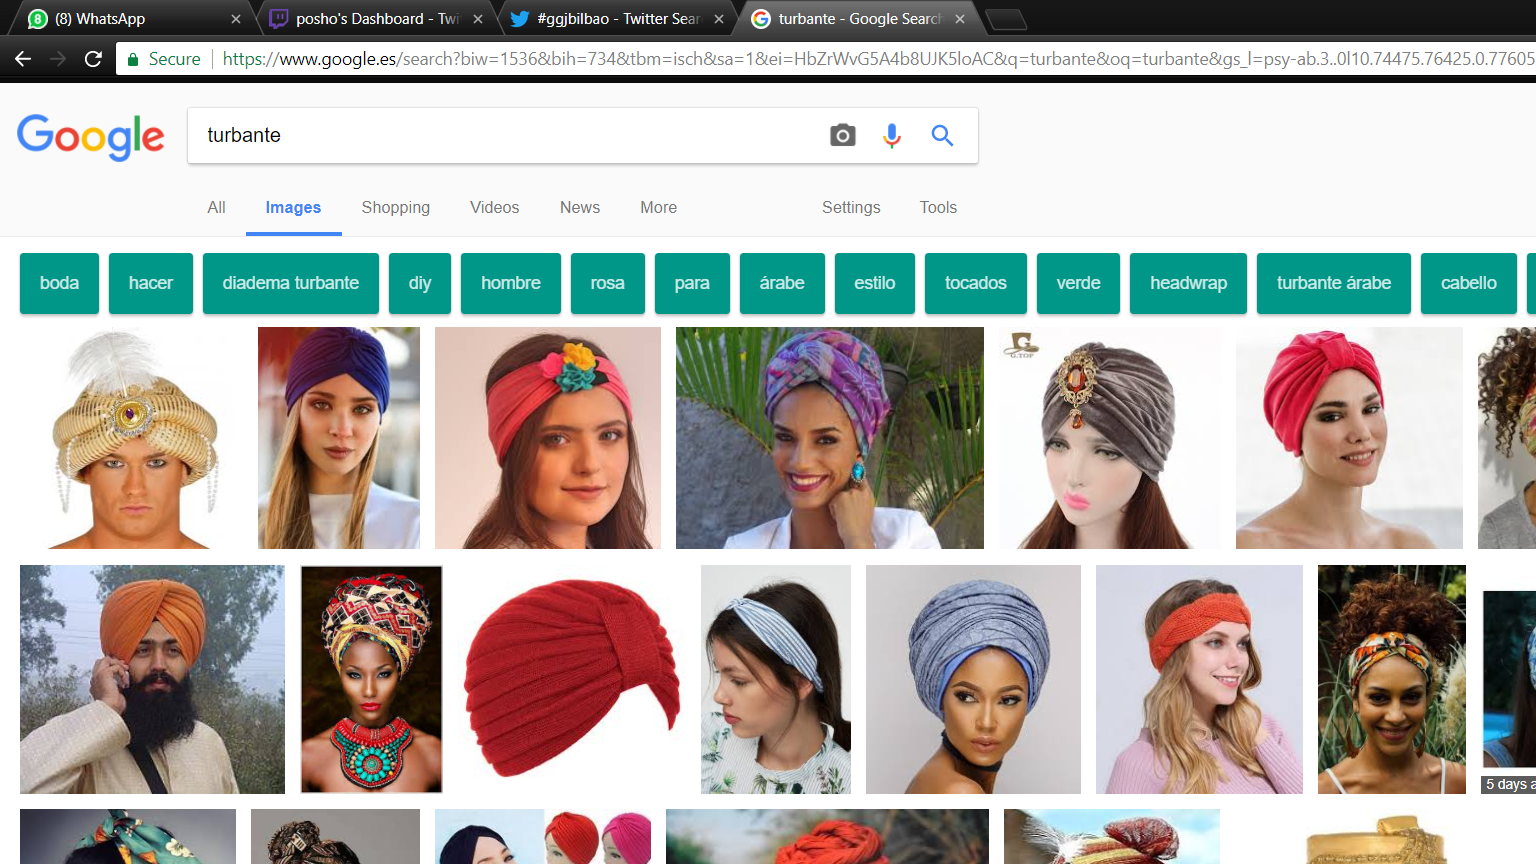 (8) WhatsApp
posho's Dashboard - Twi
#ggjbilbao - Twitter Sear
turbante - Google Search
Secure
https://www.google.es/search?biw=1536&bih=734&tbm=isch&sa=1&ei=HbZrWvG5A4b8UJK5loAC&q=turbante&oq=turbante&gs_l=psy-ab.3..0l10.74475.76425.0.77605
Google
turbante
All Images Shopping Videos News More Settings Tools
boda hacer diadema turbante diy hombre rosa para árabe estilo tocados verde headwrap turbante árabe cabello
G.TOP
5 days a